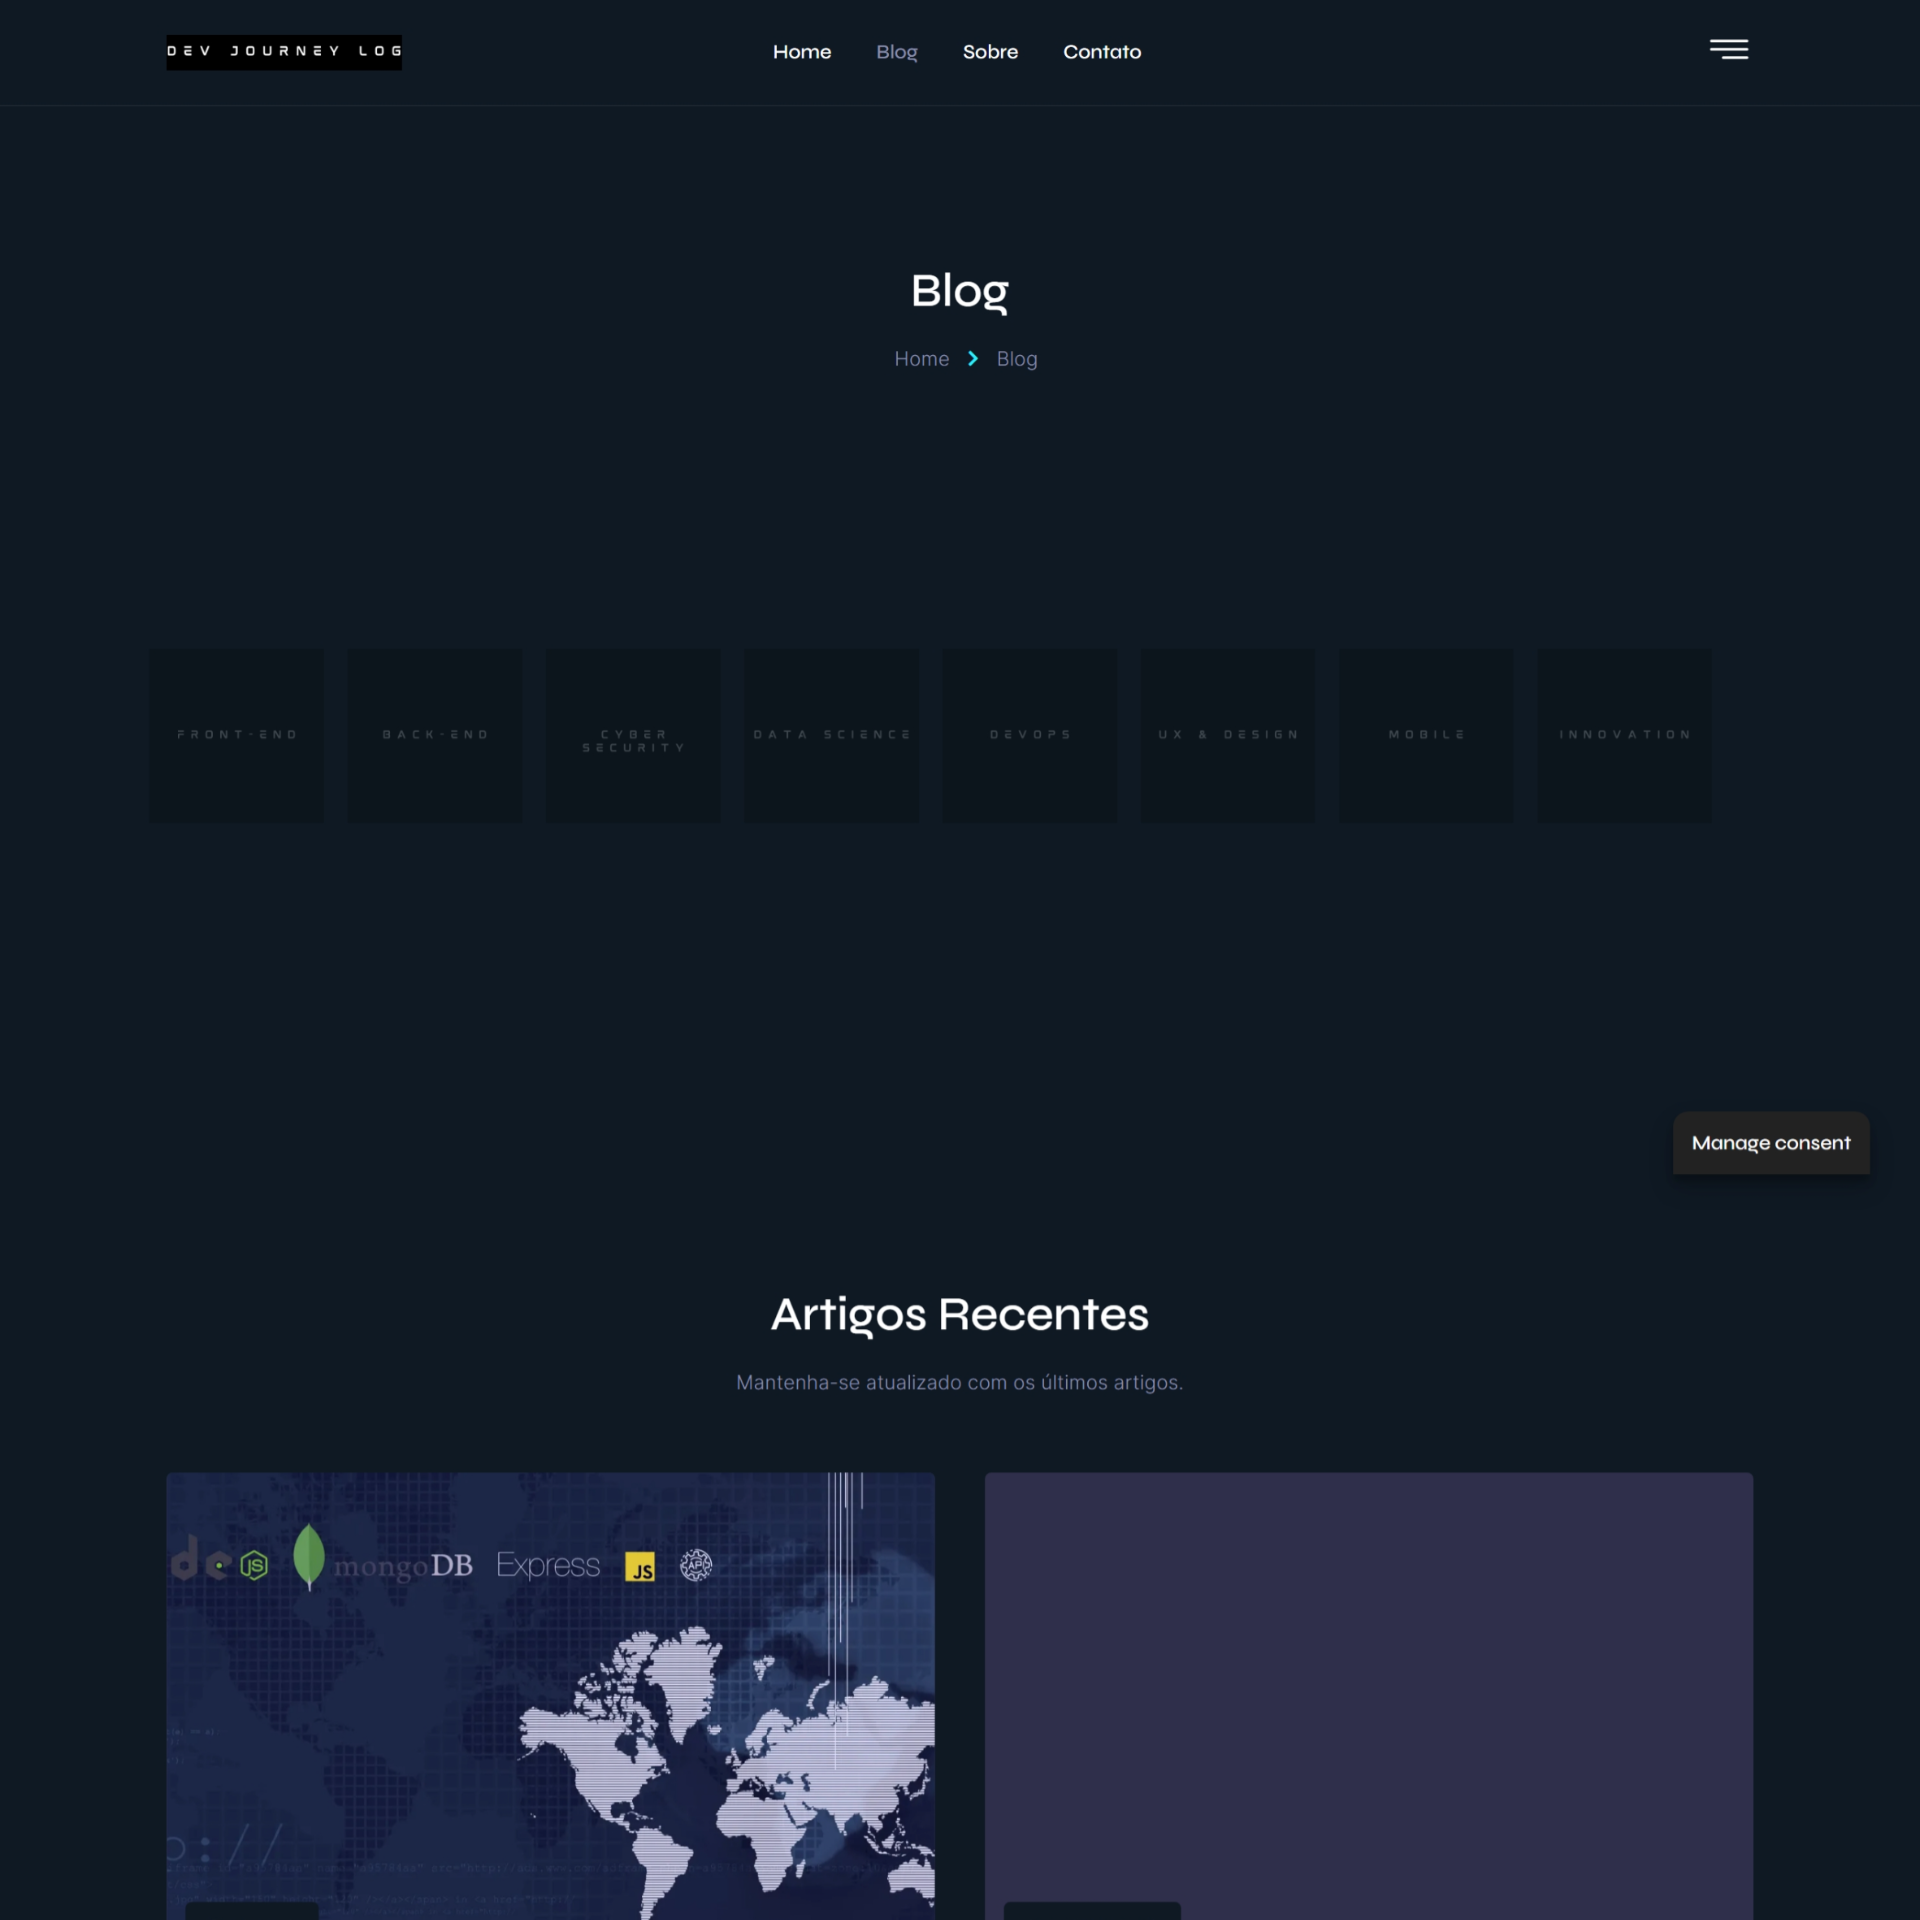 DEV JOURNEY LOG
Home Blog Sobre Contato
Blog
Home Blog
FRONT-END
BACK-END
CYBER
SECURITY
DATA SCIENCE
DEVOPS
UX & DESIGN
MOBILE
INNOVATION
Manage consent
Artigos Recentes
Mantenha-se atualizado com os últimos artigos.
de JS mongoDB Express JS API